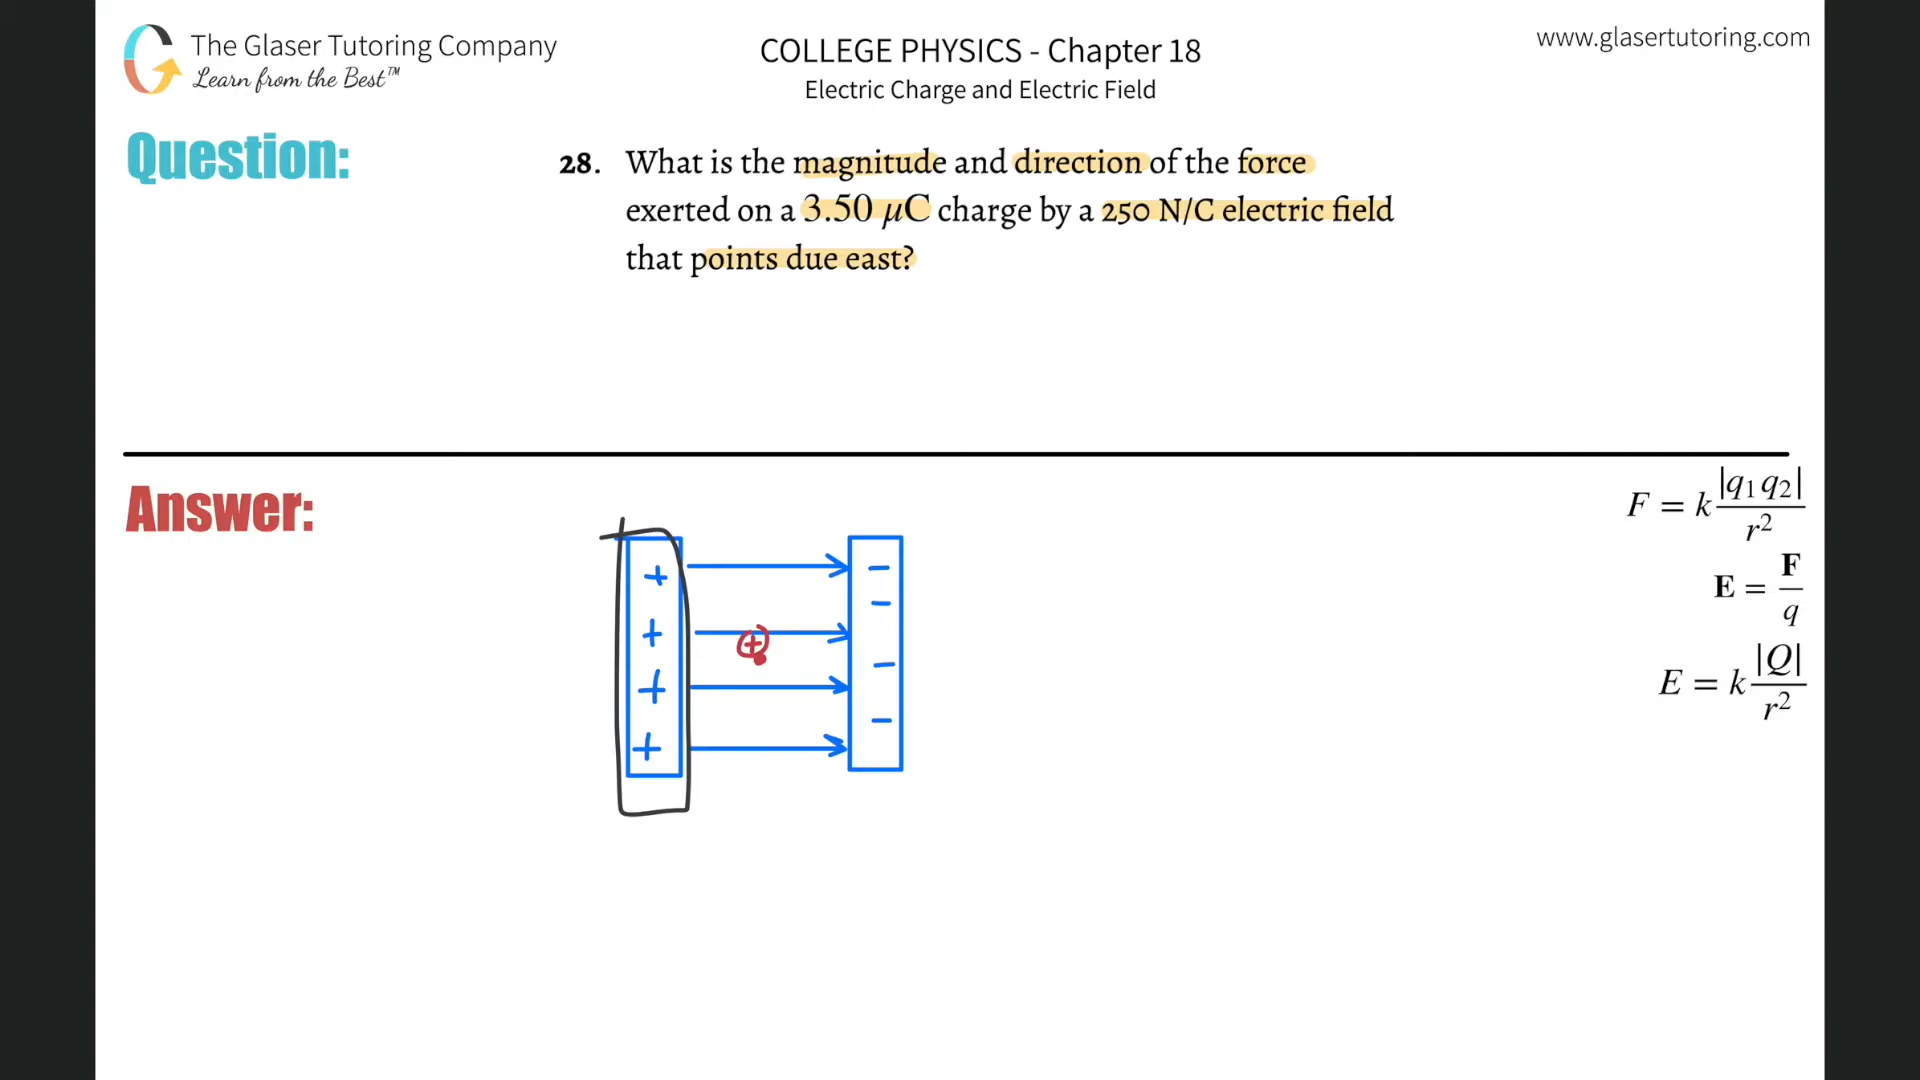 The Glaser Tutoring Company
Learn from the Best™
COLLEGE PHYSICS - Chapter 18
Electric Charge and Electric Field
www.glasertutoring.com
Question:
28. What is the magnitude and direction of the force
exerted on a 3.50 μC charge by a 250 N/C electric field
that points due east?
Answer:
F = k |q₁q₂| / r²
E = F / q
E = k |Q| / r²
+ −
−
+ +
−
+
−
+